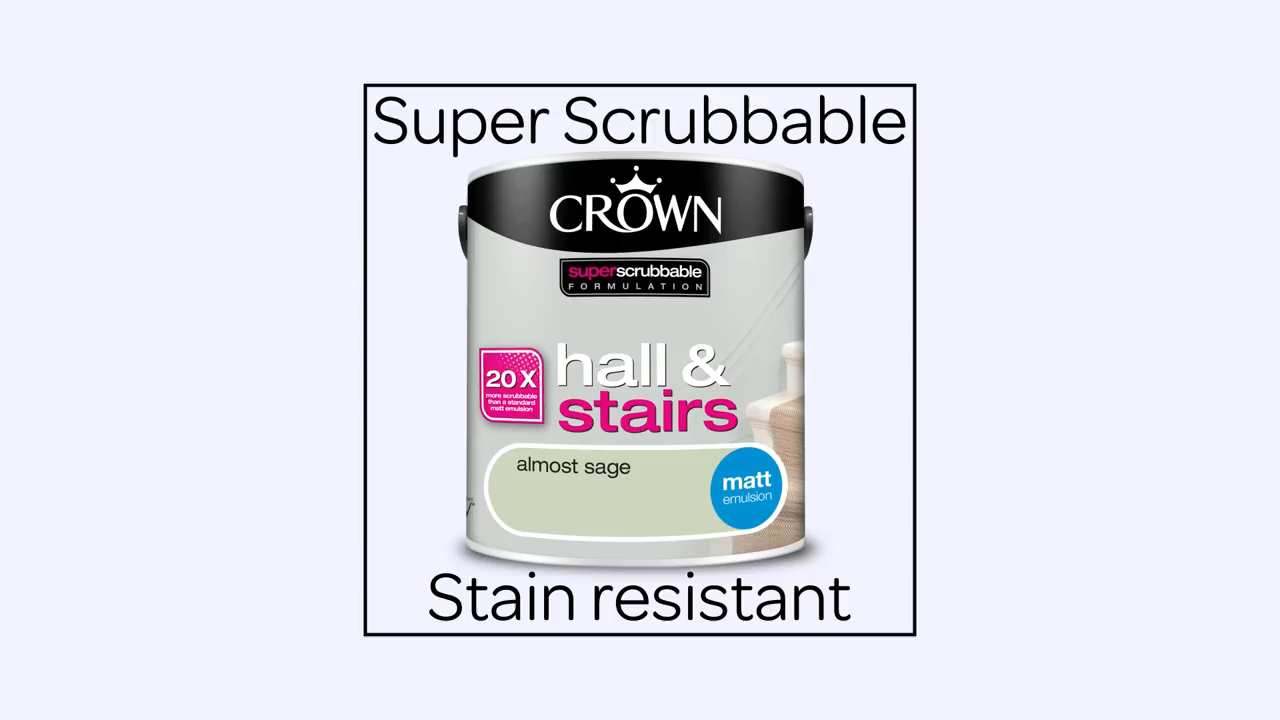 Super Scrubbable
CROWN
superscrubbable
FORMULATION
hall &
stairs
20 X
more scrubbable
than a standard
matt emulsion
almost sage
matt
emulsion
Stain resistant